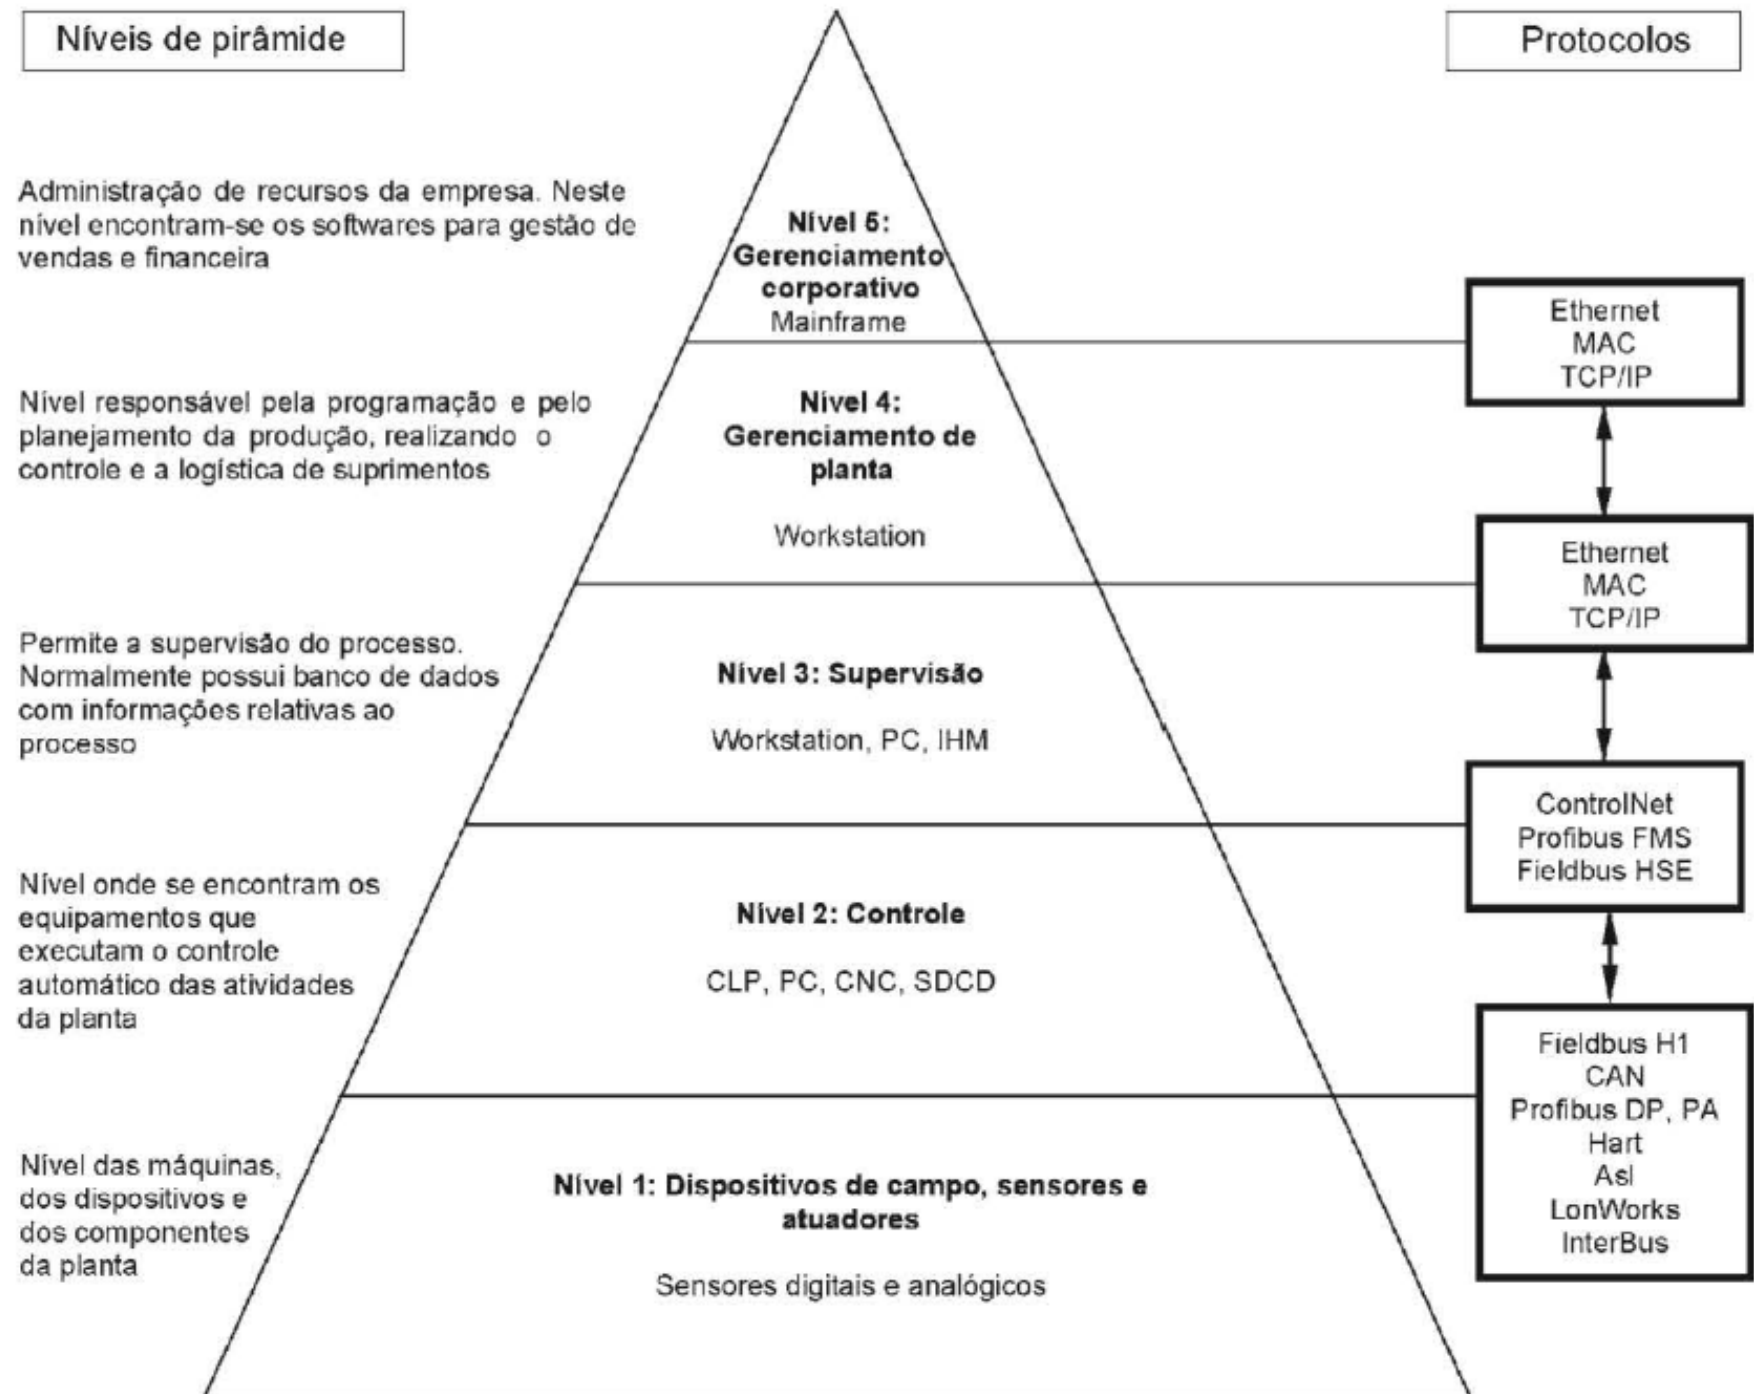 Níveis de pirâmide
Protocolos
Administração de recursos da empresa. Neste
nível encontram-se os softwares para gestão de
vendas e financeira
Nível 5:
Gerenciamento
corporativo
Mainframe
Ethernet
MAC
TCP/IP
Nível responsável pela programação e pelo
planejamento da produção, realizando o
controle e a logística de suprimentos
Nível 4:
Gerenciamento de
planta
Workstation
Ethernet
MAC
TCP/IP
Permite a supervisão do processo.
Normalmente possui banco de dados
com informações relativas ao
processo
Nível 3: Supervisão
Workstation, PC, IHM
ControlNet
Profibus FMS
Fieldbus HSE
Nível onde se encontram os
equipamentos que
executam o controle
automático das atividades
da planta
Nível 2: Controle
CLP, PC, CNC, SDCD
Fieldbus H1
CAN
Profibus DP, PA
Hart
AsI
LonWorks
InterBus
Nível das máquinas,
dos dispositivos e
dos componentes
da planta
Nível 1: Dispositivos de campo, sensores e
atuadores
Sensores digitais e analógicos